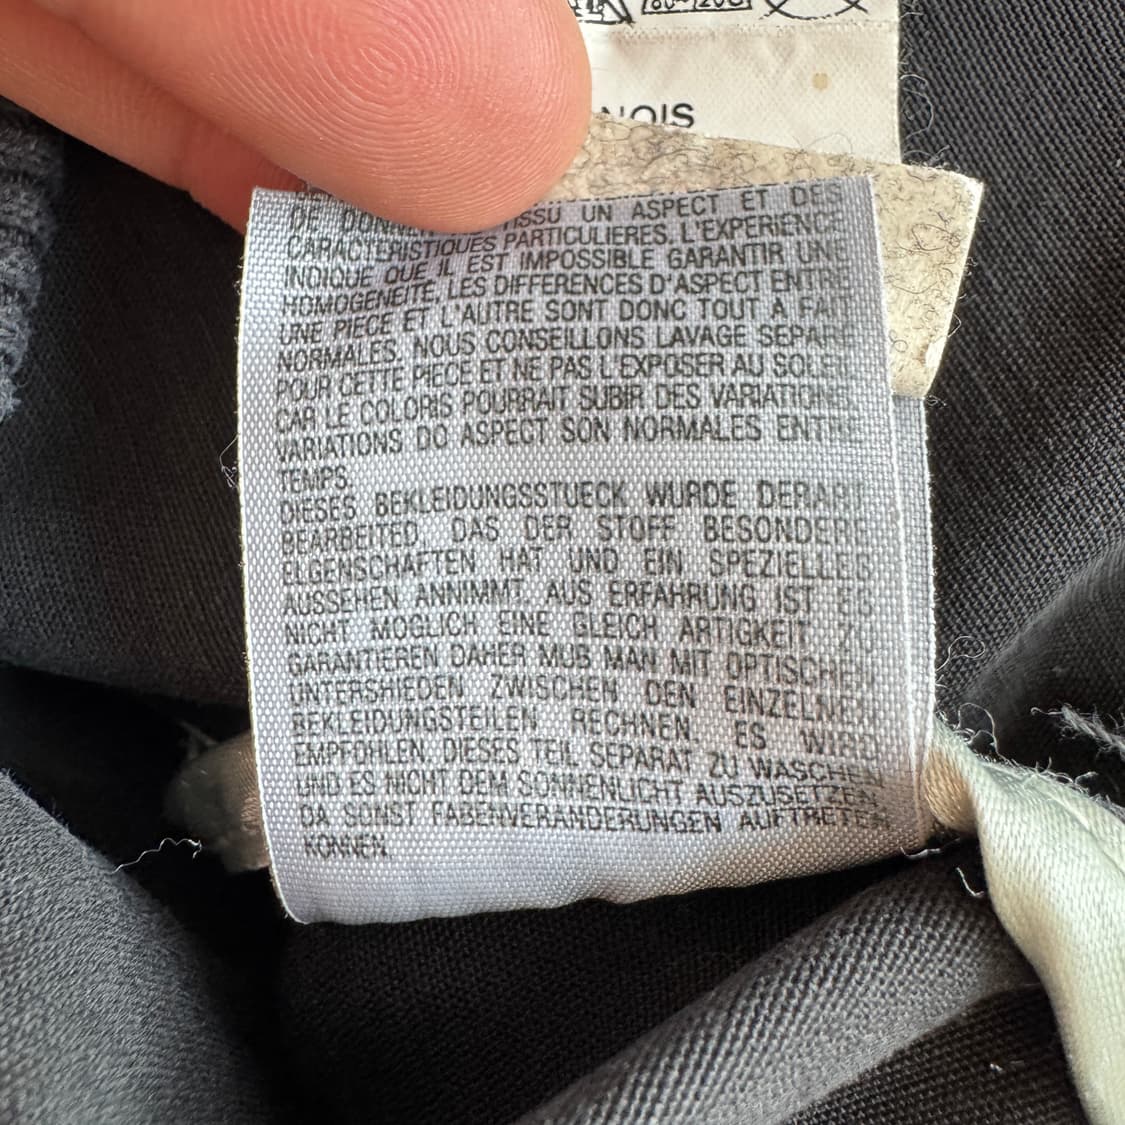 80 120C
NOIS
DE TISSU UN ASPECT ET DES
CARACTERISTIQUES PARTICULIERES. L'EXPERIENCE
INDIQUE QUE IL EST IMPOSSIBLE GARANTIR UNE
HOMOGENEITE, LES DIFFERENCES D'ASPECT ENTRE
UNE PIECE ET L'AUTRE SONT DONC TOUT A FAIT
NORMALES. NOUS CONSEILLONS LAVAGE SEPARE
POUR CETTE PIECE ET NE PAS L'EXPOSER AU SOLEIL
CAR LE COLORIS POURRAIT SUBIR DES VARIATIONS
VARIATIONS DO ASPECT SON NORMALES ENTRE
TEMPS.
DIESES BEKLEIDUNGSSTUECK WURDE DERART
BEARBEITED, DAS DER STOFF BESONDERE
EIGENSCHAFTEN HAT UND EIN SPEZIELLES
AUSSEHEN ANNIMMT. AUS ERFAHRUNG IST ES
NICHT MOGLICH EINE GLEICH ARTIGKEIT ZU
GARANTIEREN DAHER MUS MAN MIT OPTISCHEN
UNTERSHIEDEN ZWISCHEN DEN EINZELNEN
BEKLEIDUNGSTEILEN RECHNEN ES WIRD
EMPFOHLEN, DIESES TEIL SEPARAT ZU WASCHEN
UND ES NICHT DEM SONNENLICHT AUSZUSETZEN,
DA SONST FABENVERANDERUNGEN AUFTRETEN
KONNEN.